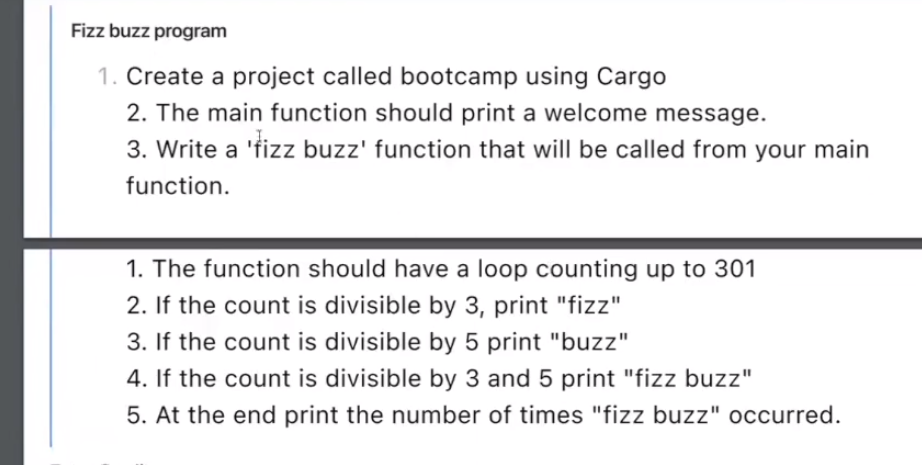 Fizz buzz program
1. Create a project called bootcamp using Cargo
2. The main function should print a welcome message.
3. Write a 'fizz buzz' function that will be called from your main
function.
1. The function should have a loop counting up to 301
2. If the count is divisible by 3, print "fizz"
3. If the count is divisible by 5 print "buzz"
4. If the count is divisible by 3 and 5 print "fizz buzz"
5. At the end print the number of times "fizz buzz" occurred.